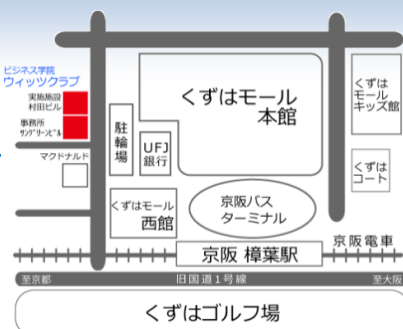 ビジネス学院
ウィッツクラブ
実施施設
村田ビル
事務所
サングリーンビル
マクドナルド
駐輪場
UFJ
銀行
くずはモール
西館
くずはモール
本館
京阪バス
ターミナル
くずは
モール
キッズ館
くずは
コート
京阪 樟葉駅
京阪電車
至京都
旧国道1号線
至大阪
くずはゴルフ場